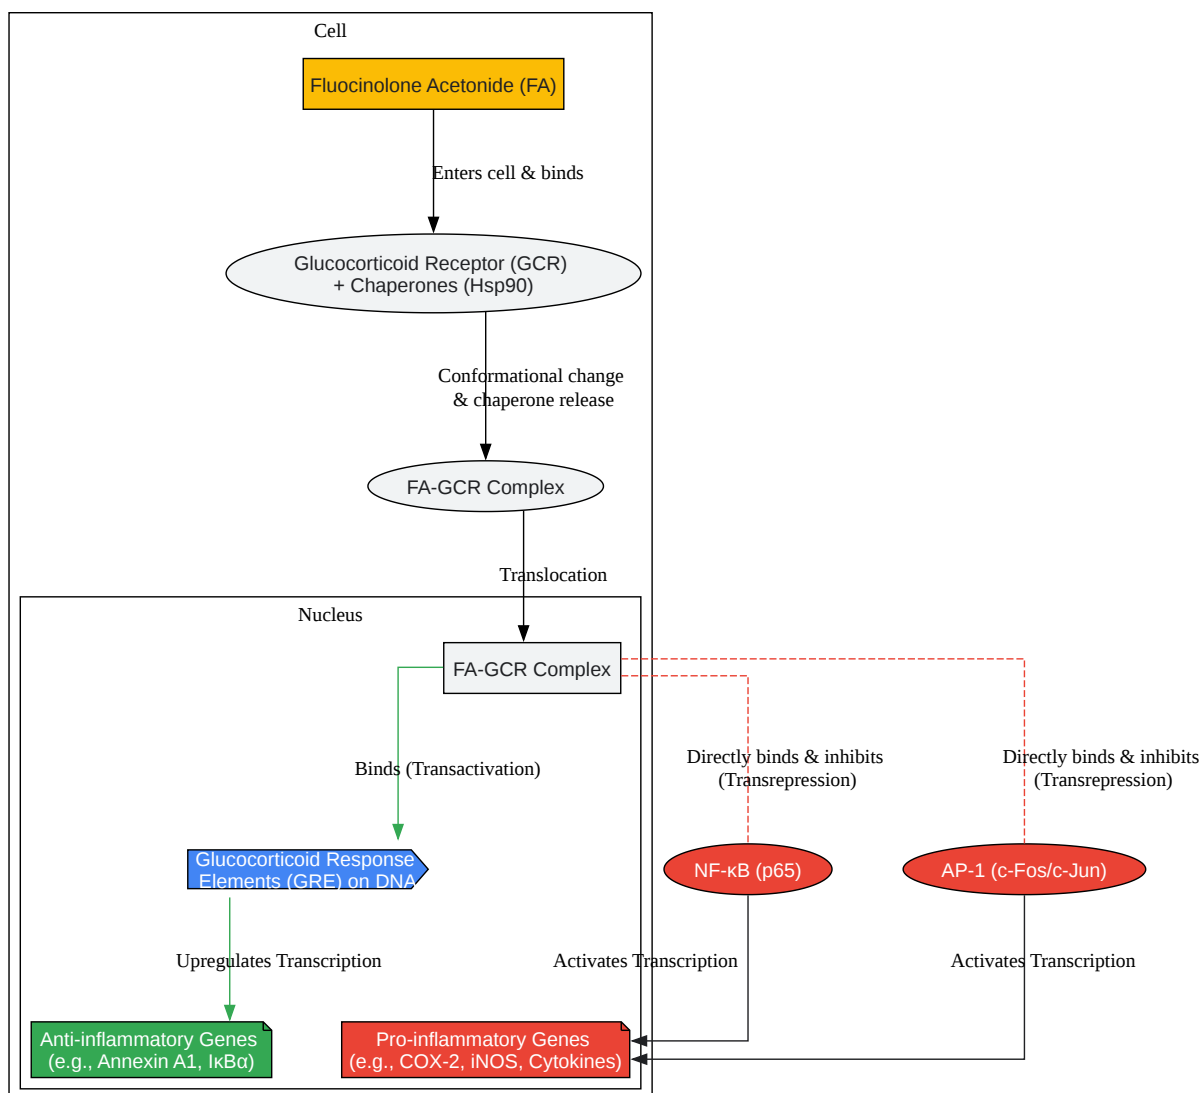 Cell
Fluocinolone Acetonide (FA)
Enters cell & binds
Glucocorticoid Receptor (GCR)
+ Chaperones (Hsp90)
Conformational change
& chaperone release
FA-GCR Complex
Translocation
Nucleus
FA-GCR Complex
Binds (Transactivation)
Directly binds & inhibits
(Transrepression)
Directly binds & inhibits
(Transrepression)
Glucocorticoid Response
Elements (GRE) on DNA
NF-κB (p65)
AP-1 (c-Fos/c-Jun)
Upregulates Transcription
Activates Transcription
Activates Transcription
Anti-inflammatory Genes
(e.g., Annexin A1, IκBα)
Pro-inflammatory Genes
(e.g., COX-2, iNOS, Cytokines)